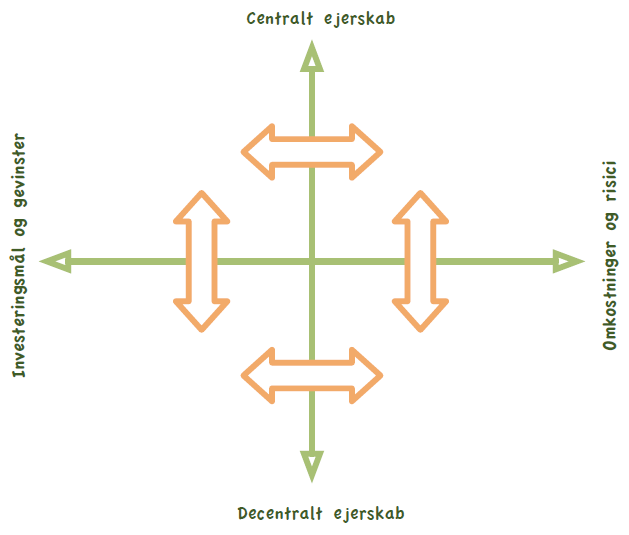 Centralt ejerskab
Investeringsmål og gevinster
Omkostninger og risici
Decentralt ejerskab